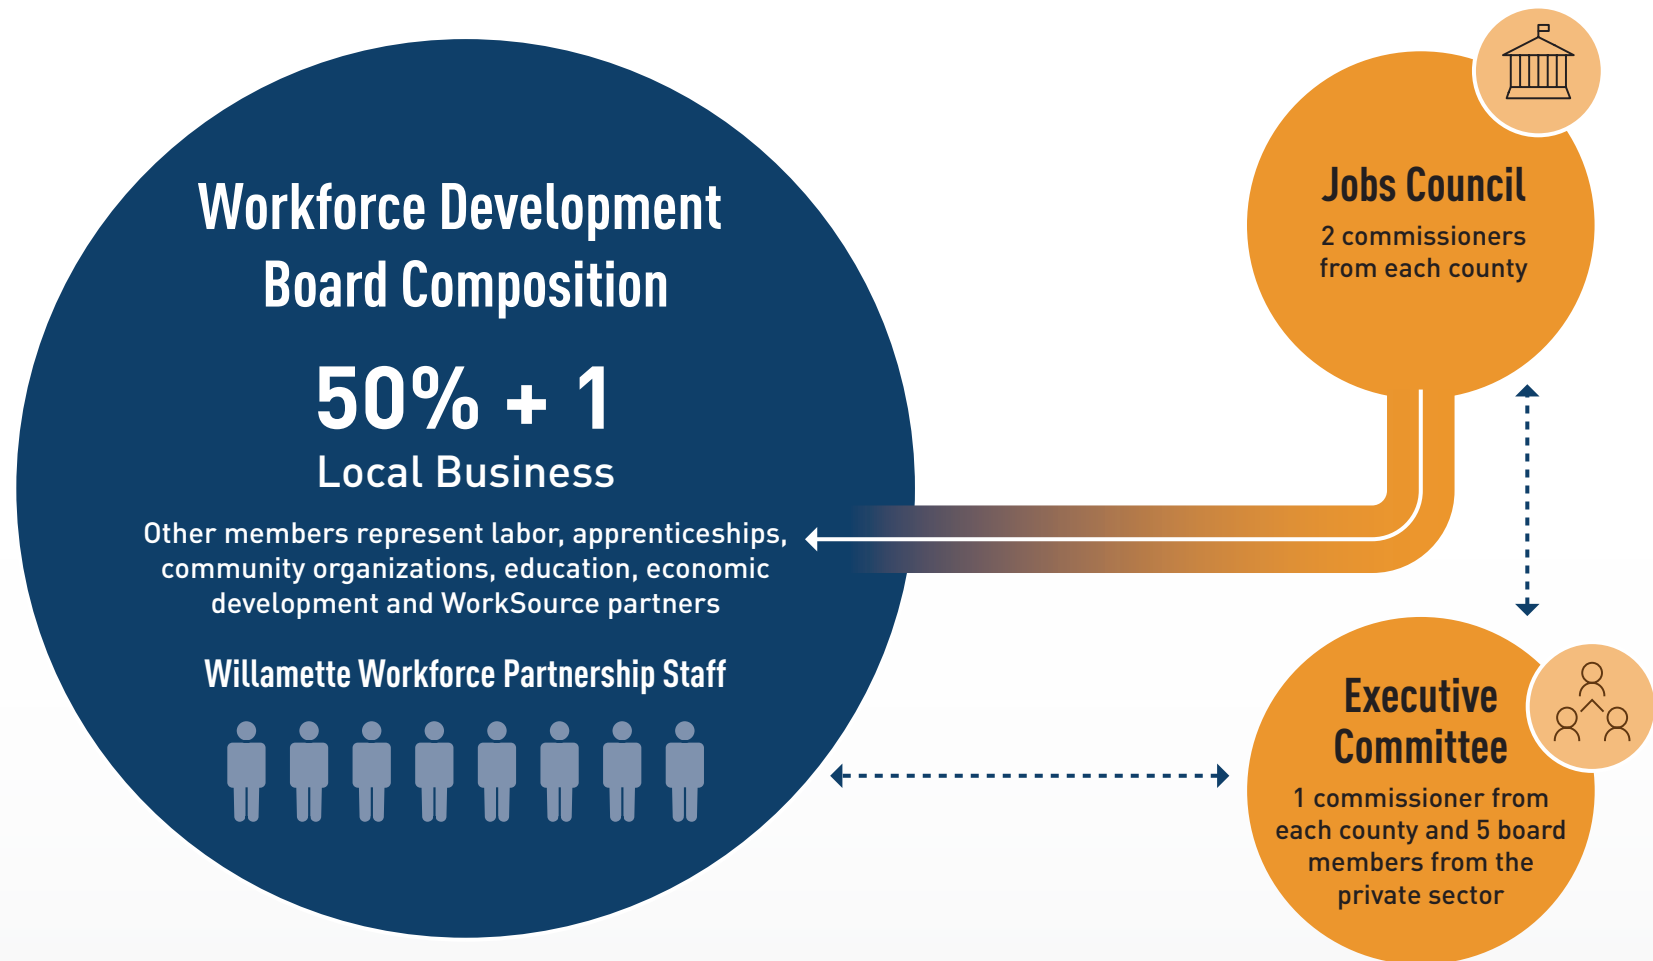 Workforce Development
Board Composition
50% + 1
Local Business
Other members represent labor, apprenticeships,
community organizations, education, economic
development and WorkSource partners
Willamette Workforce Partnership Staff
Jobs Council
2 commissioners
from each county
Executive
Committee
1 commissioner from
each county and 5 board
members from the
private sector